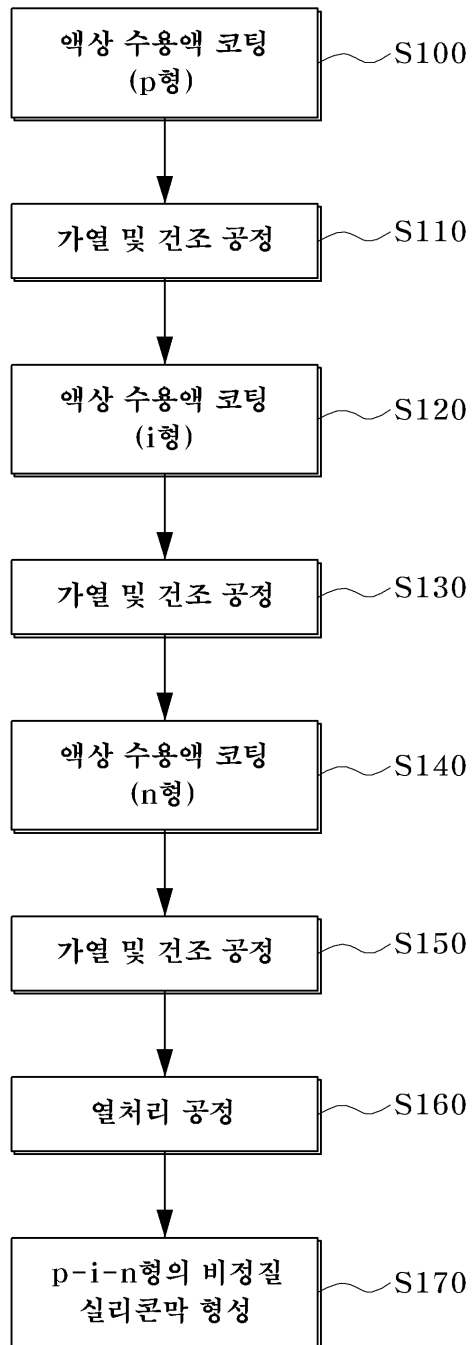 액상 수용액 코팅
(p형)
S100
가열 및 건조 공정
S110
액상 수용액 코팅
(i형)
S120
가열 및 건조 공정
S130
액상 수용액 코팅
(n형)
S140
가열 및 건조 공정
S150
열처리 공정
S160
p-i-n형의 비정질
실리콘막 형성
S170